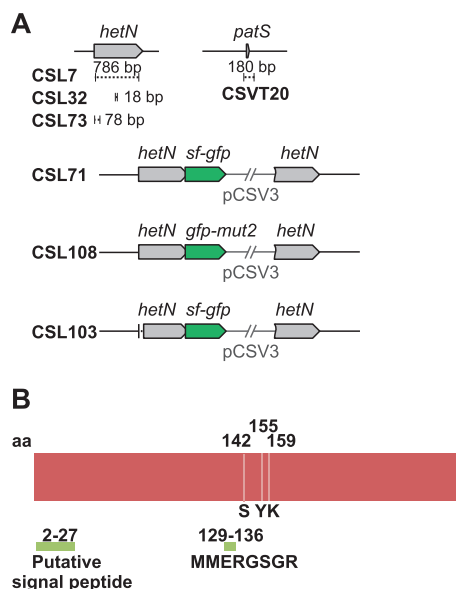 A
hetN patS
786 bp 180 bp
CSL7 CSVT20
CSL32 18 bp
CSL73 78 bp
hetN sf-gfp hetN
CSL71
pCSV3
hetN gfp-mut2 hetN
CSL108
pCSV3
hetN sf-gfp hetN
CSL103
pCSV3
B
155
aa 142 159
S YK
2-27 129-136
Putative MMERGSGR
signal peptide